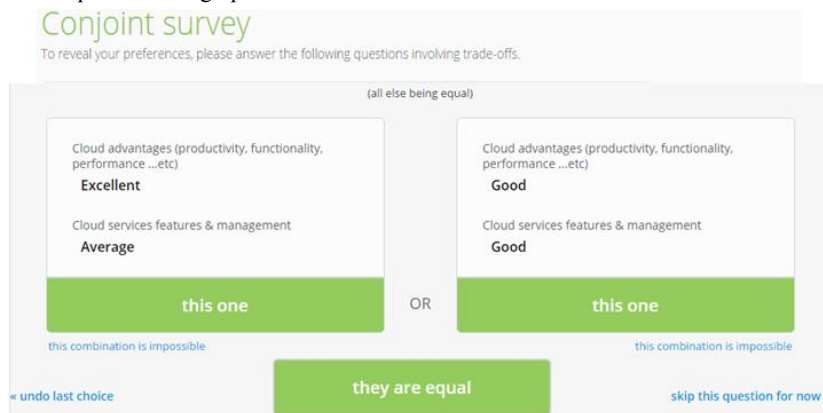 Conjoint survey
To reveal your preferences, please answer the following questions involving trade-offs.
(all else being equal)
Cloud advantages (productivity, functionality,
performance ...etc)
Excellent
Cloud services features & management
Average
this one
this combination is impossible
OR
Cloud advantages (productivity, functionality,
performance ...etc)
Good
Cloud services features & management
Good
this one
this combination is impossible
they are equal
« undo last choice
skip this question for now